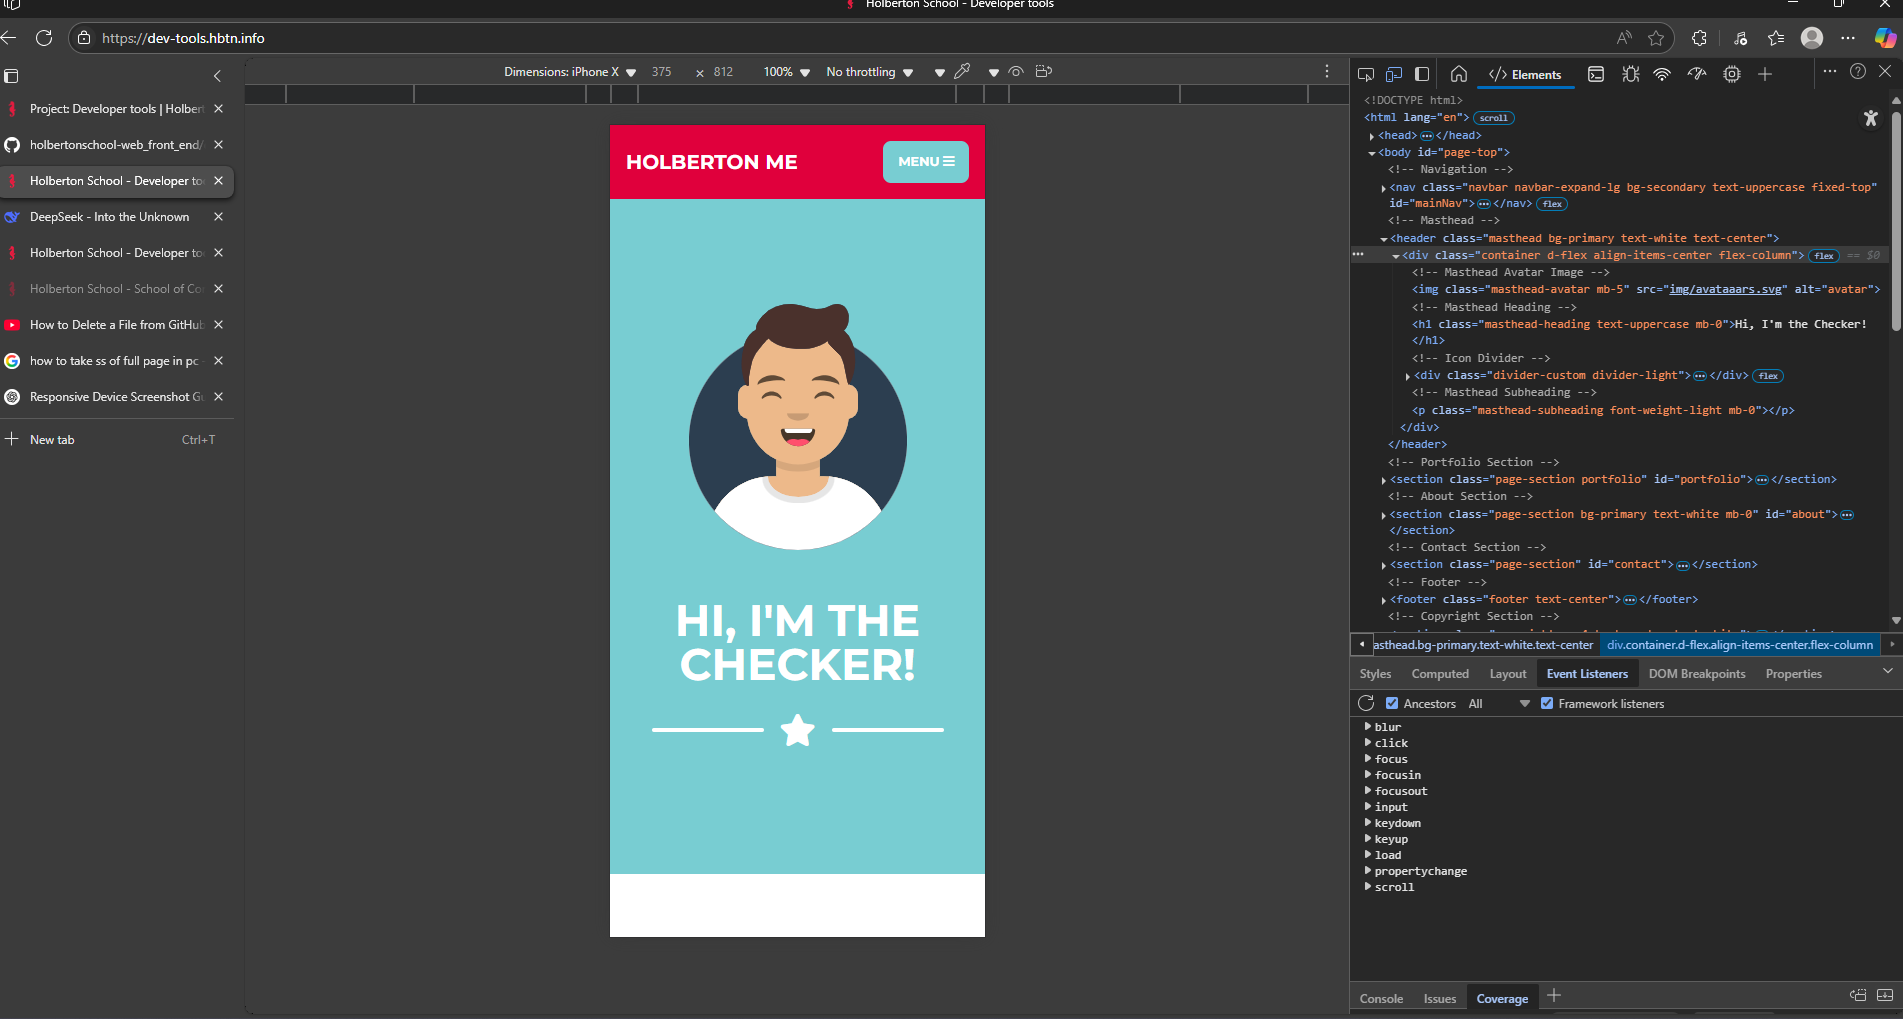 Holberton School - Developer tools
https://dev-tools.hbtn.info
Project: Developer tools | Holbert
holbertonschool-web_front_end/
Holberton School - Developer to
DeepSeek - Into the Unknown
Holberton School - Developer to
Holberton School - School of Co
How to Delete a File from GitHub
how to take ss of full page in pc -
Responsive Device Screenshot Gu
New tab Ctrl+T
Dimensions: iPhone X 375 × 812 100% No throttling
HOLBERTON ME
MENU
HI, I'M THE
CHECKER!
Elements
<!DOCTYPE html>
<html lang="en"> scroll
<head> </head>
<body id="page-top">
<!-- Navigation -->
<nav class="navbar navbar-expand-lg bg-secondary text-uppercase fixed-top"
id="mainNav"> </nav> flex
<!-- Masthead -->
<header class="masthead bg-primary text-white text-center">
<div class="container d-flex align-items-center flex-column"> flex == $0
<!-- Masthead Avatar Image -->
<img class="masthead-avatar mb-5" src="img/avataaars.svg" alt="avatar">
<!-- Masthead Heading -->
<h1 class="masthead-heading text-uppercase mb-0">Hi, I'm the Checker!
</h1>
<!-- Icon Divider -->
<div class="divider-custom divider-light"> </div> flex
<!-- Masthead Subheading -->
<p class="masthead-subheading font-weight-light mb-0"></p>
</div>
</header>
<!-- Portfolio Section -->
<section class="page-section portfolio" id="portfolio"> </section>
<!-- About Section -->
<section class="page-section bg-primary text-white mb-0" id="about">
</section>
<!-- Contact Section -->
<section class="page-section" id="contact"> </section>
<!-- Footer -->
<footer class="footer text-center"> </footer>
<!-- Copyright Section -->
asthead.bg-primary.text-white.text-center div.container.d-flex.align-items-center.flex-column
Styles Computed Layout Event Listeners DOM Breakpoints Properties
Ancestors All Framework listeners
blur
click
focus
focusin
focusout
input
keydown
keyup
load
propertychange
scroll
Console Issues Coverage